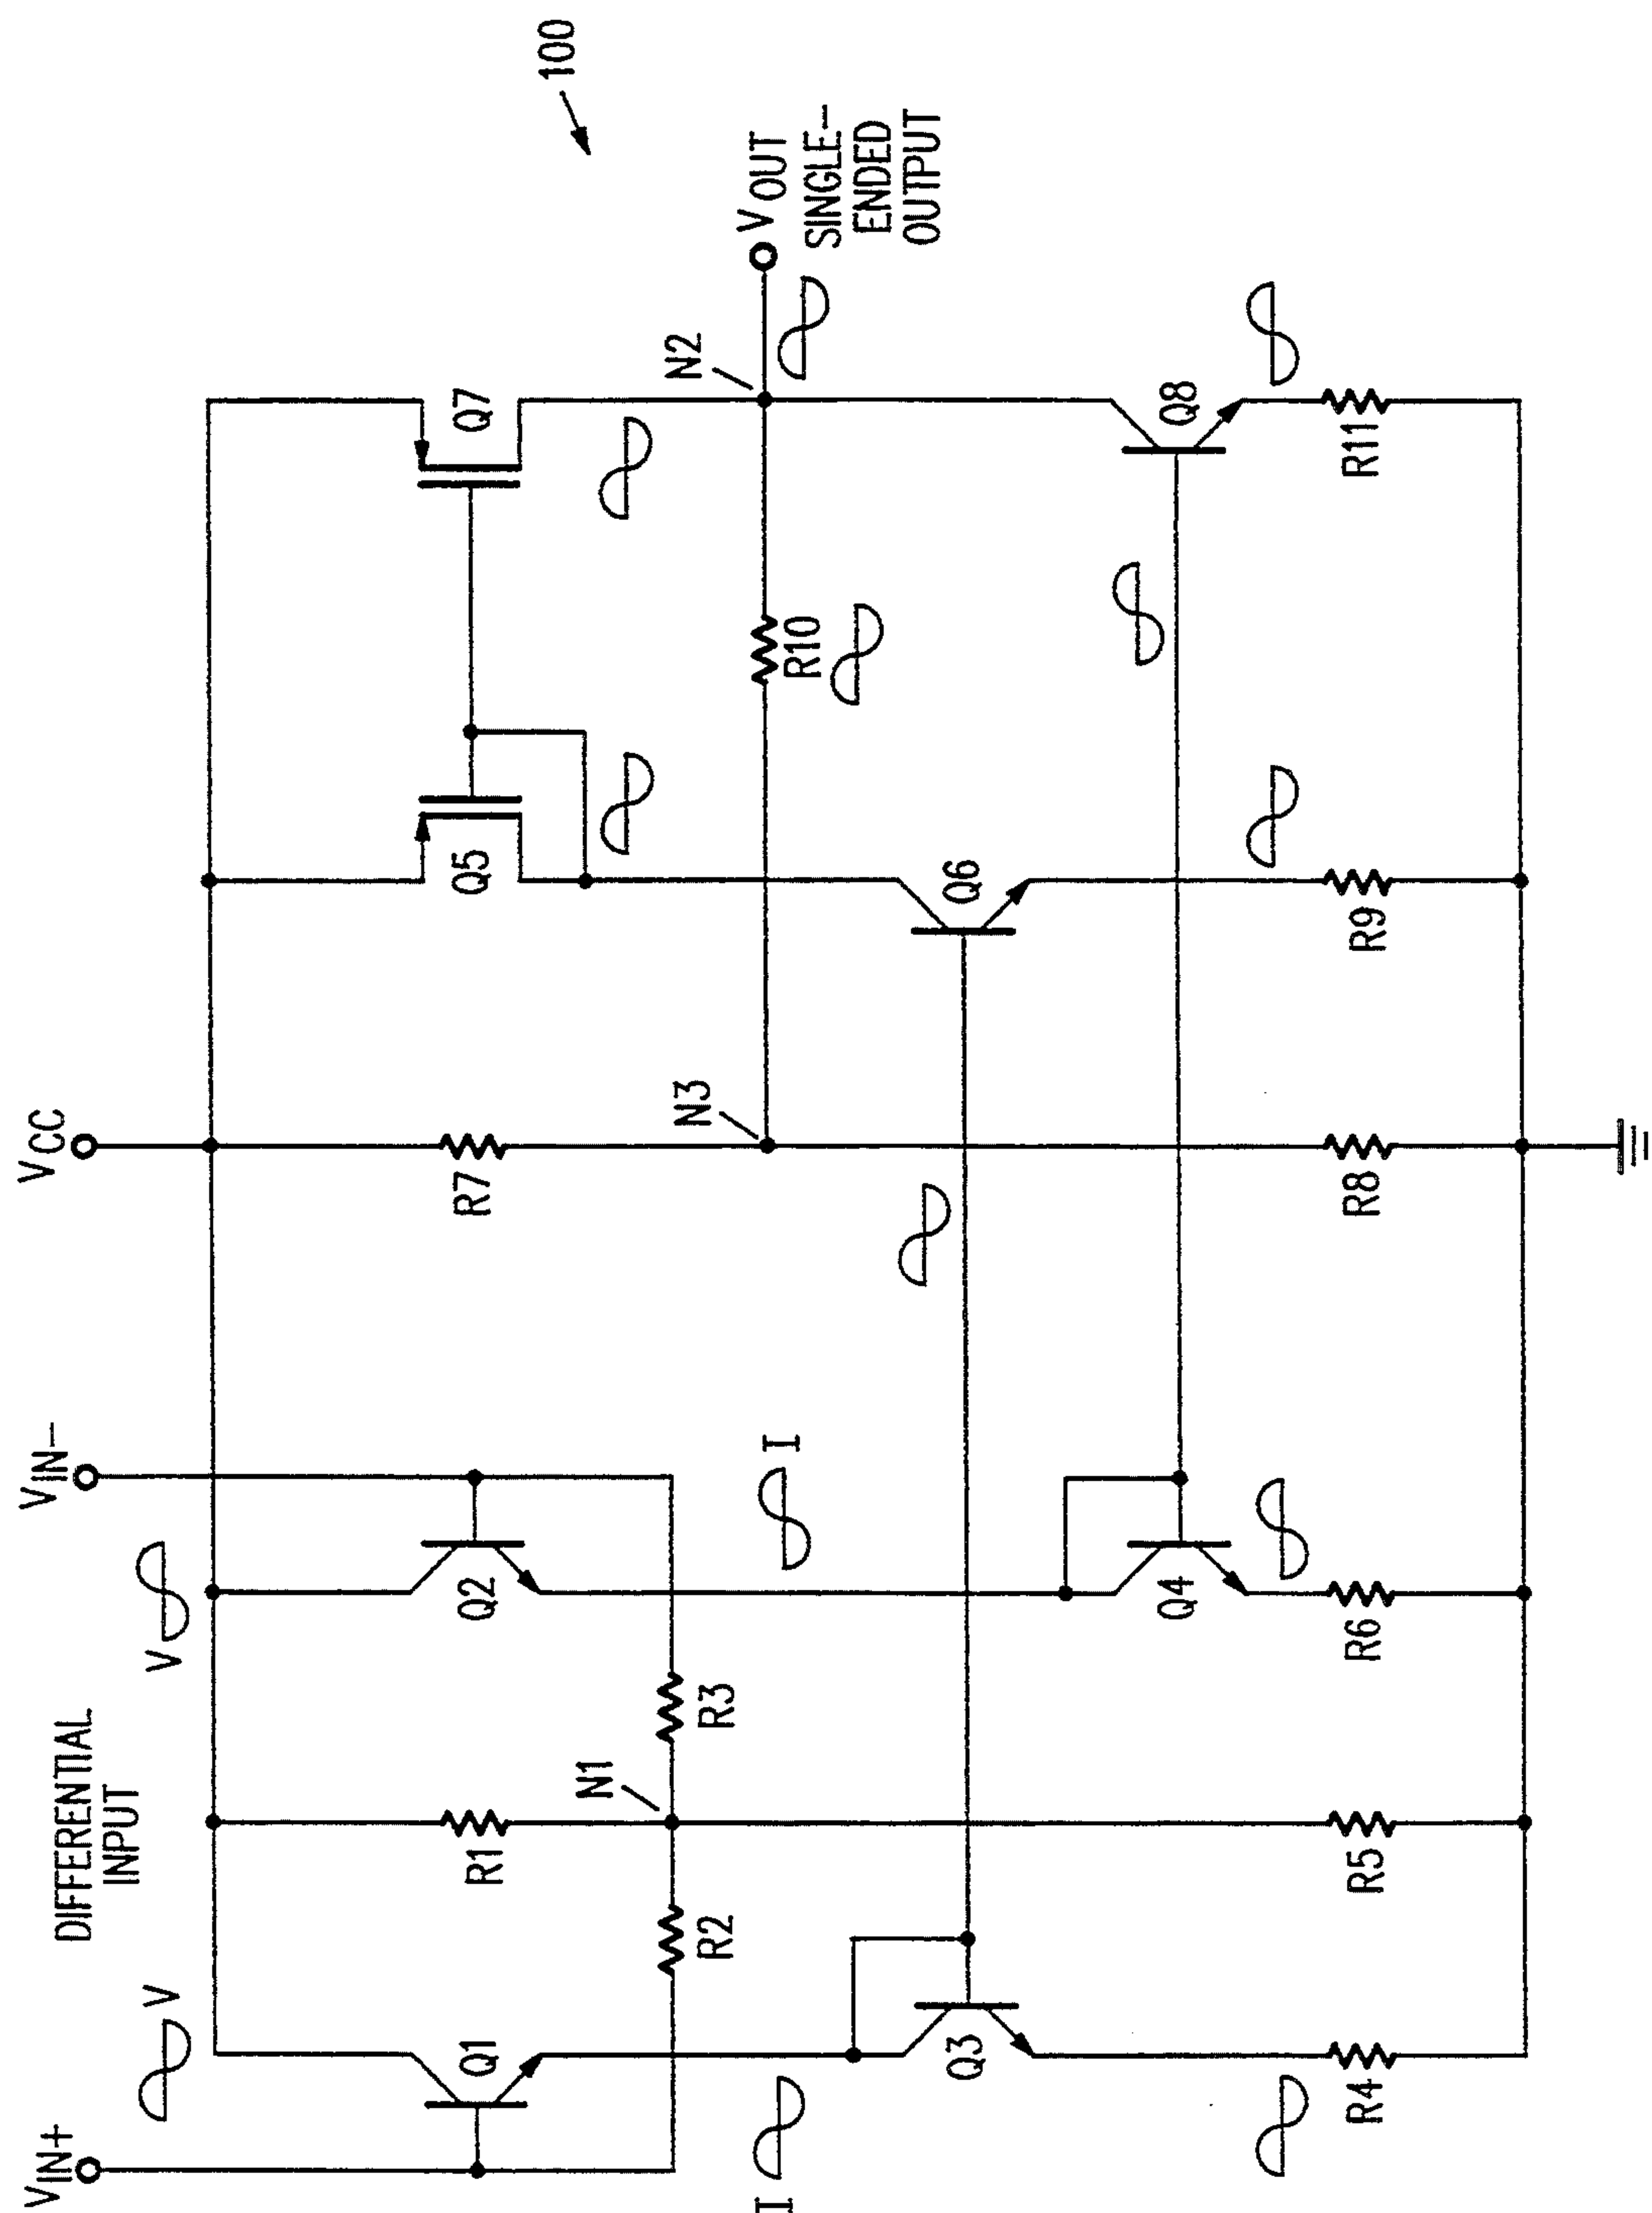 100
DIFFERENTIAL
INPUT
VIN+
V
V
VIN−
VCC
Q1
R1
Q2
R7
Q5
Q7
N1
R2
R3
N3
N2
R10
VOUT
SINGLE-
ENDED
OUTPUT
I
I
Q3
Q4
Q6
Q8
R4
R5
R6
R8
R9
R11